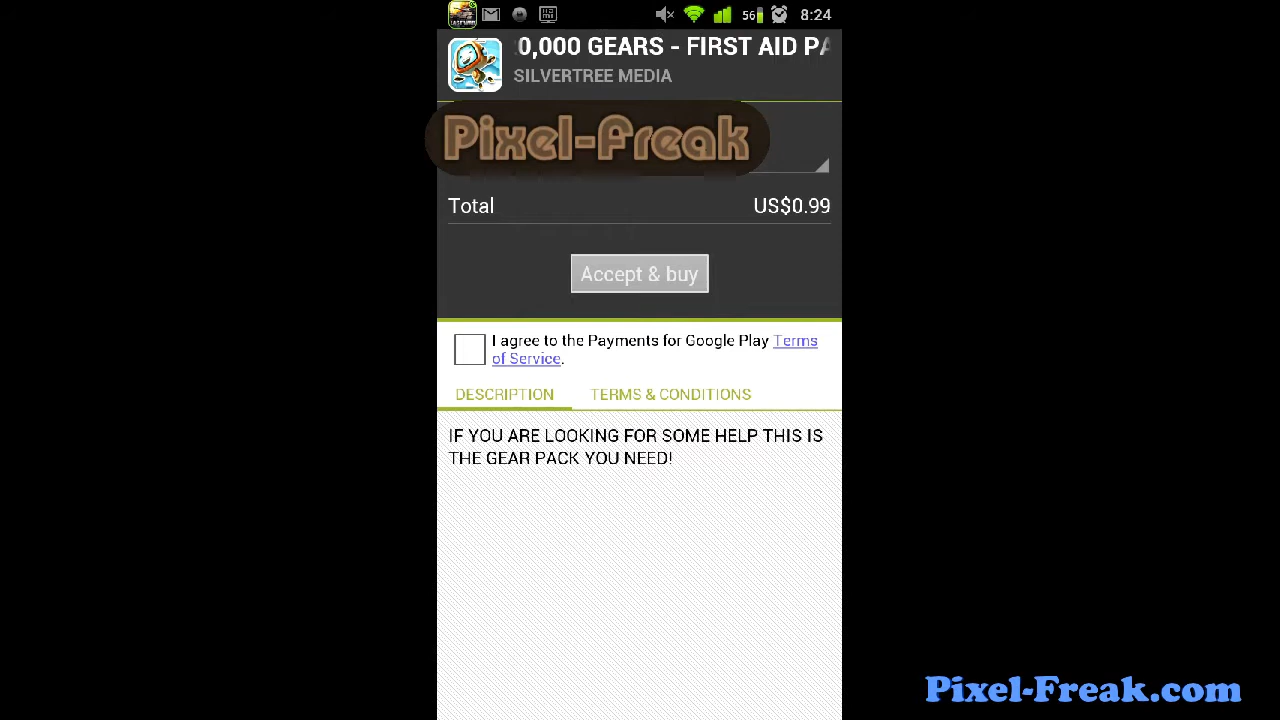 56
8:24
0,000 GEARS - FIRST AID PA
SILVERTREE MEDIA
Pixel-Freak
Total
US$0.99
Accept & buy
I agree to the Payments for Google Play Terms
of Service.
DESCRIPTION
TERMS & CONDITIONS
IF YOU ARE LOOKING FOR SOME HELP THIS IS
THE GEAR PACK YOU NEED!
Pixel-Freak.com